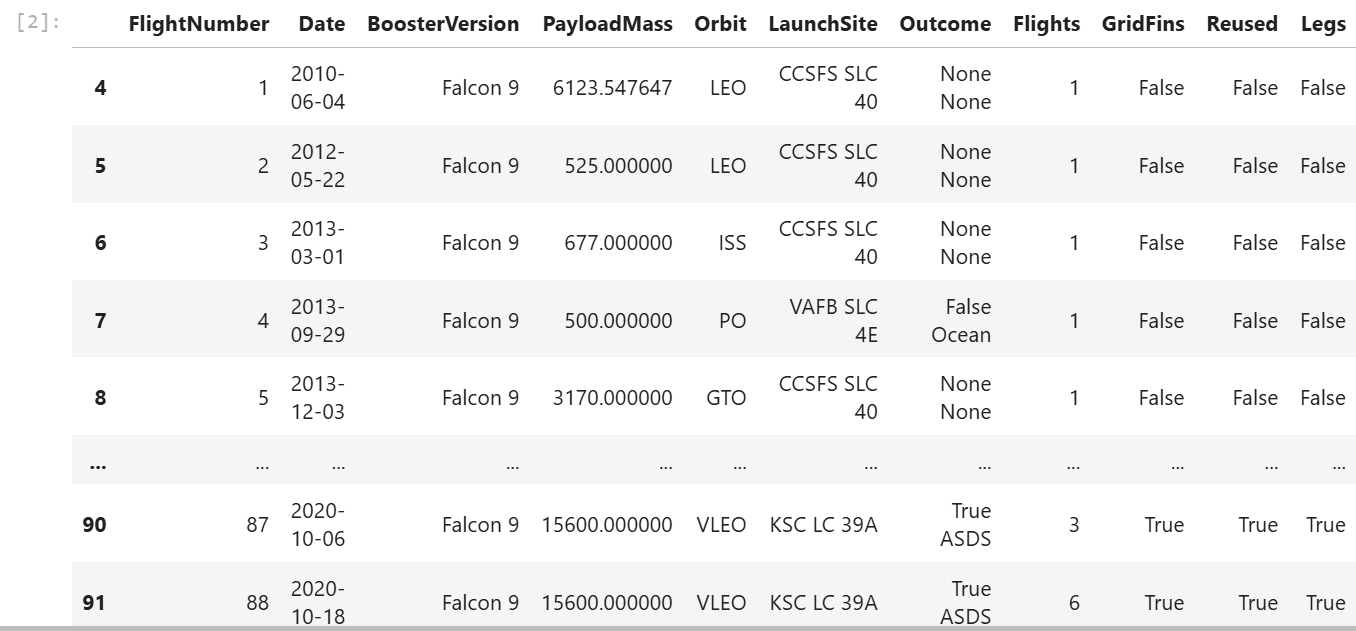 [2]:
FlightNumber Date BoosterVersion PayloadMass Orbit LaunchSite Outcome Flights GridFins Reused Legs
4 1 2010-06-04 Falcon 9 6123.547647 LEO CCSFS SLC 40 None None 1 False False False
5 2 2012-05-22 Falcon 9 525.000000 LEO CCSFS SLC 40 None None 1 False False False
6 3 2013-03-01 Falcon 9 677.000000 ISS CCSFS SLC 40 None None 1 False False False
7 4 2013-09-29 Falcon 9 500.000000 PO VAFB SLC 4E False Ocean 1 False False False
8 5 2013-12-03 Falcon 9 3170.000000 GTO CCSFS SLC 40 None None 1 False False False
... ... ... ... ... ... ... ... ... ... ... ...
90 87 2020-10-06 Falcon 9 15600.000000 VLEO KSC LC 39A True ASDS 3 True True True
91 88 2020-10-18 Falcon 9 15600.000000 VLEO KSC LC 39A True ASDS 6 True True True